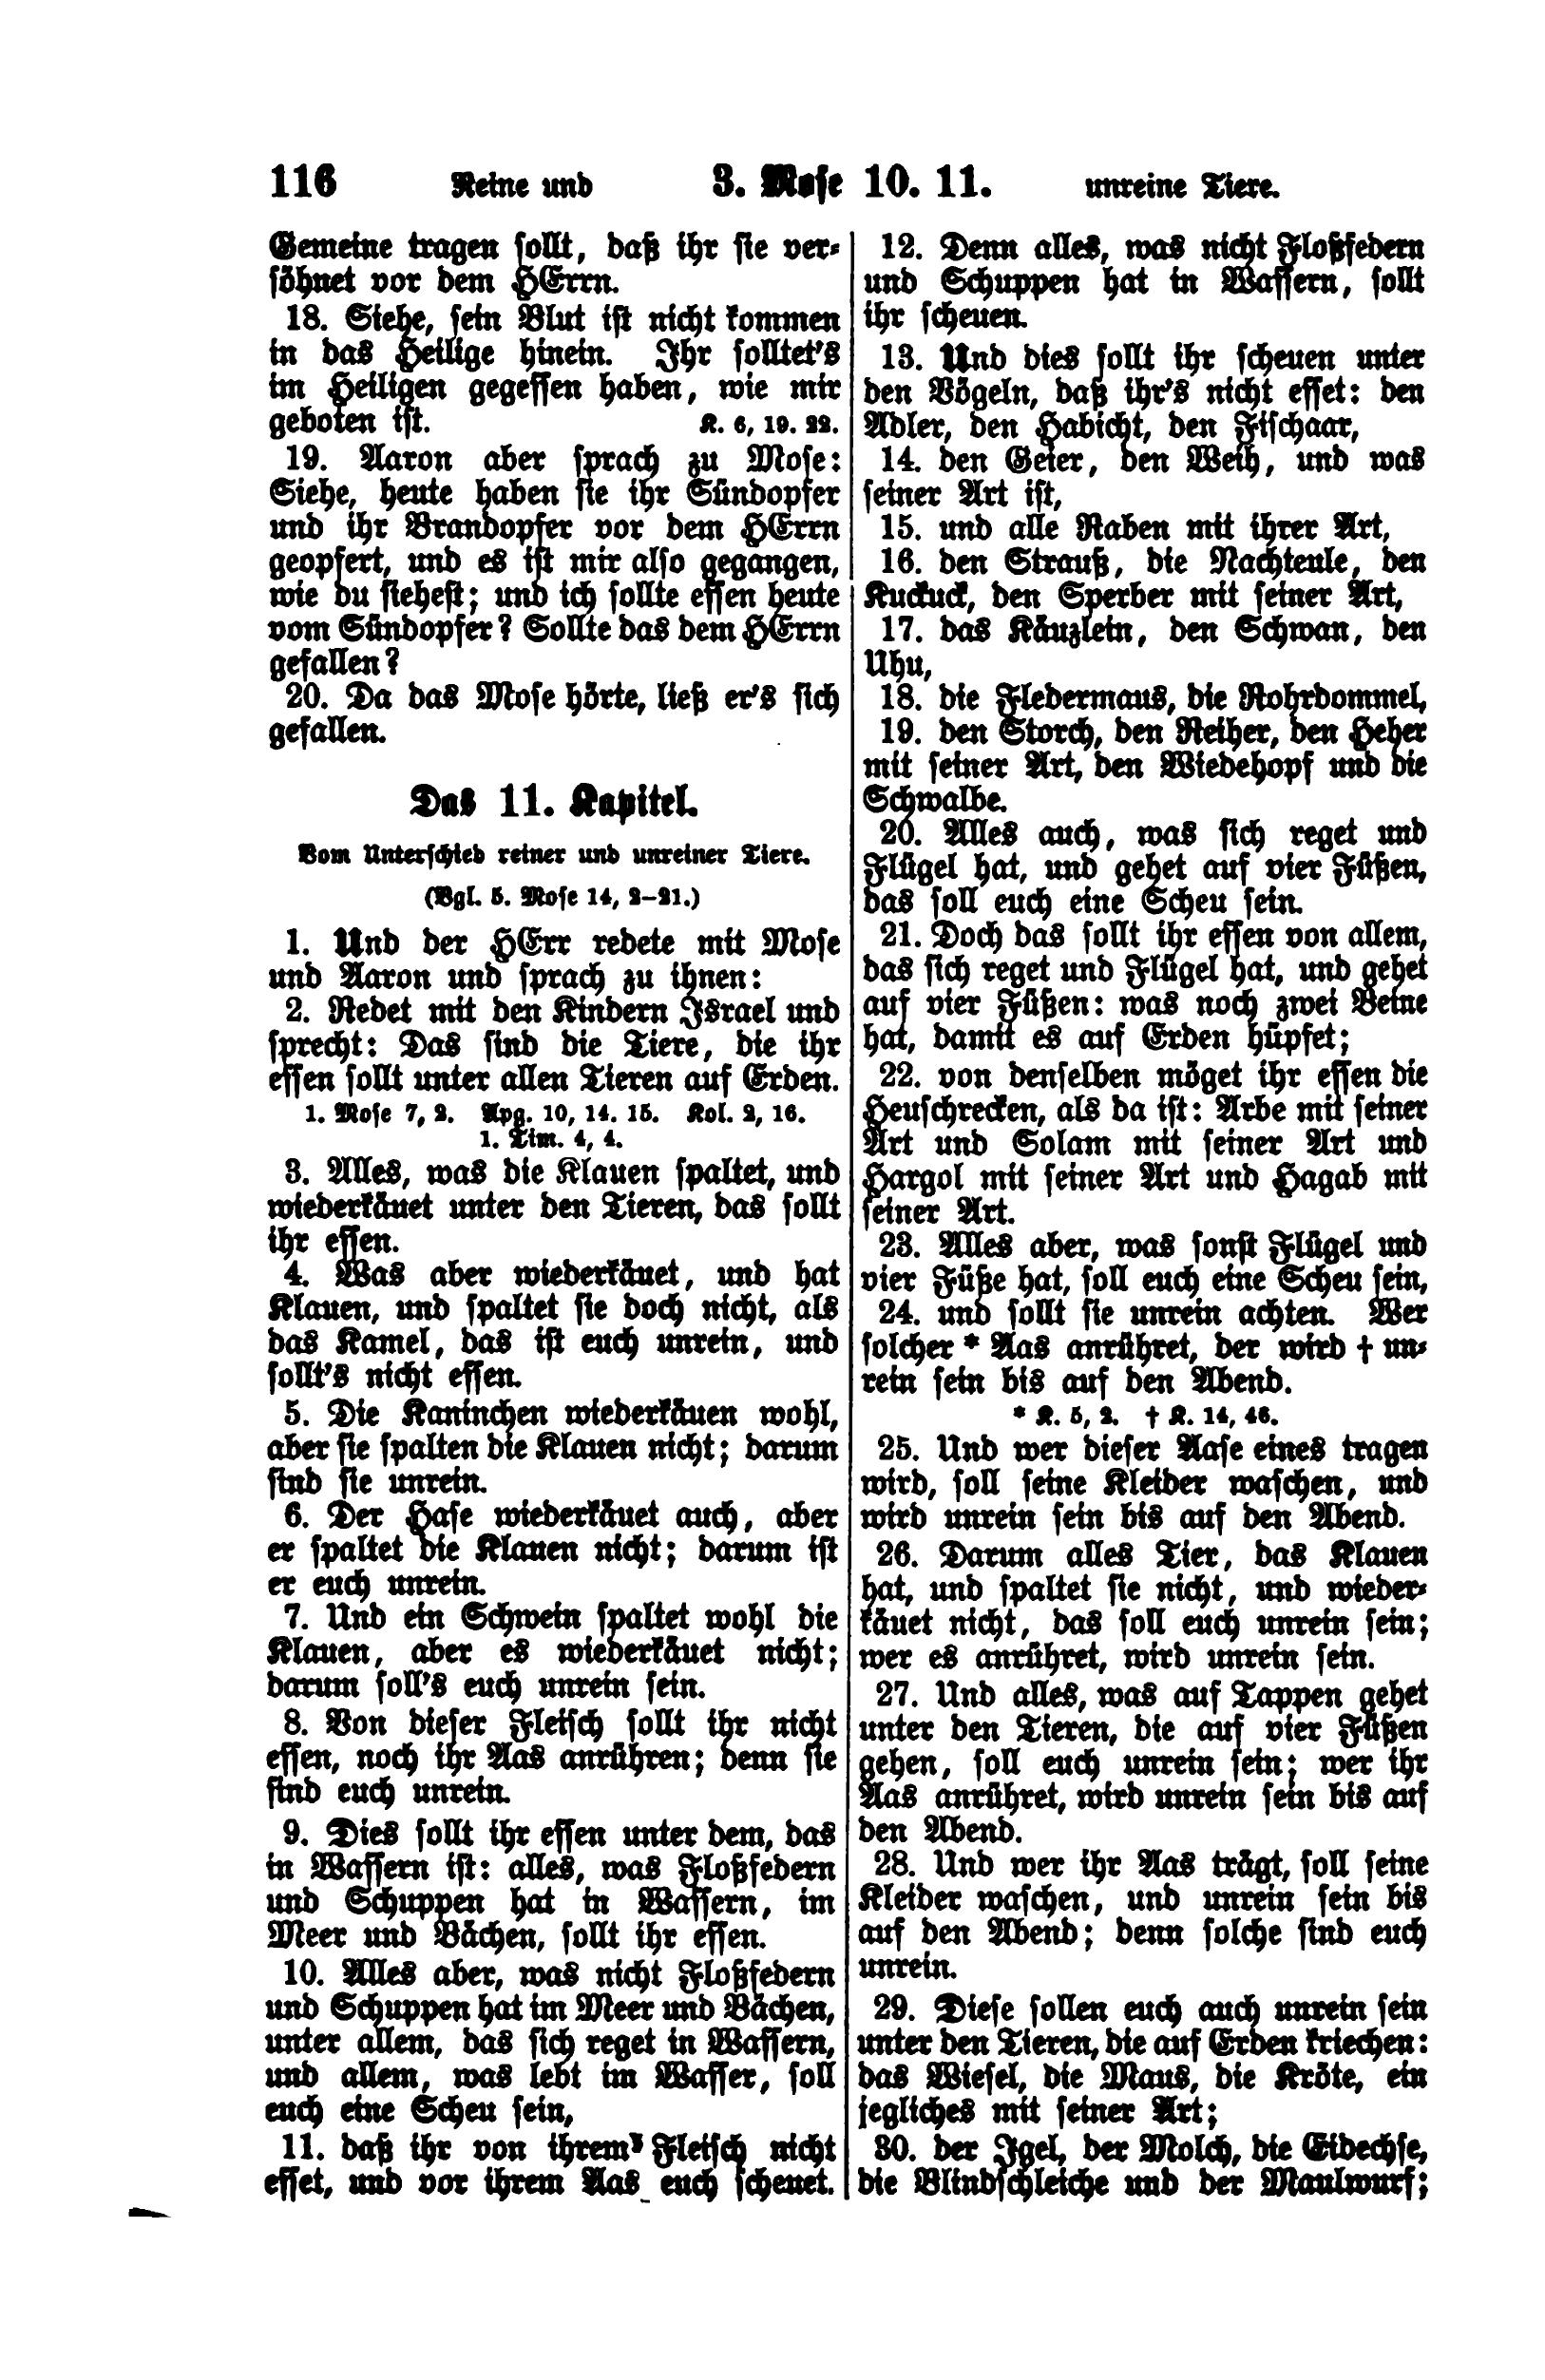 116 Reine und 3. Mose 10. 11. unreine Tiere.
Gemeine tragen sollt, daß ihr sie ver-
söhnet vor dem HErrn.
18. Siehe, sein Blut ist nicht kommen
in das Heilige hinein. Ihr solltet's
im Heiligen gegessen haben, wie mir
geboten ist. K. 6, 19. 22.
19. Aaron aber sprach zu Mose:
Siehe, heute haben sie ihr Sündopfer
und ihr Brandopfer vor dem HErrn
geopfert, und es ist mir also gegangen,
wie du siehest; und ich sollte essen heute
vom Sündopfer? Sollte das dem HErrn
gefallen?
20. Da das Mose hörte, ließ er's sich
gefallen.
Das 11. Kapitel.
Vom Unterschied reiner und unreiner Tiere.
(Vgl. 5. Mose 14, 2–21.)
1. Und der HErr redete mit Mose
und Aaron und sprach zu ihnen:
2. Redet mit den Kindern Israel und
sprecht: Das sind die Tiere, die ihr
essen sollt unter allen Tieren auf Erden.
1. Mose 7, 2. Apg. 10, 14. 15. Kol. 2, 16.
1. Tim. 4, 4.
3. Alles, was die Klauen spaltet, und
wiederkäuet unter den Tieren, das sollt
ihr essen.
4. Was aber wiederkäuet, und hat
Klauen, und spaltet sie doch nicht, als
das Kamel, das ist euch unrein, und
sollt's nicht essen.
5. Die Kaninchen wiederkäuen wohl,
aber sie spalten die Klauen nicht; darum
sind sie unrein.
6. Der Hase wiederkäuet auch, aber
er spaltet die Klauen nicht; darum ist
er euch unrein.
7. Und ein Schwein spaltet wohl die
Klauen, aber es wiederkäuet nicht;
darum soll's euch unrein sein.
8. Von dieser Fleisch sollt ihr nicht
essen, noch ihr Aas anrühren; denn sie
sind euch unrein.
9. Dies sollt ihr essen unter dem, das
in Wassern ist: alles, was Floßfedern
und Schuppen hat in Wassern, im
Meer und Bächen, sollt ihr essen.
10. Alles aber, was nicht Floßfedern
und Schuppen hat im Meer und Bächen,
unter allem, das sich reget in Wassern,
und allem, was lebt im Wasser, soll
euch eine Scheu sein,
11. daß ihr von ihrem Fleisch nicht
esset, und vor ihrem Aas euch scheuet.
12. Denn alles, was nicht Floßfedern
und Schuppen hat in Wassern, sollt
ihr scheuen.
13. Und dies sollt ihr scheuen unter
den Vögeln, daß ihr's nicht esset: den
Adler, den Habicht, den Fischaar,
14. den Geier, den Weih, und was
seiner Art ist,
15. und alle Raben mit ihrer Art,
16. den Strauß, die Nachteule, den
Kuckuck, den Sperber mit seiner Art,
17. das Käuzlein, den Schwan, den
Uhu,
18. die Fledermaus, die Rohrdommel,
19. den Storch, den Reiher, den Heher
mit seiner Art, den Wiedehopf und die
Schwalbe.
20. Alles auch, was sich reget und
Flügel hat, und gehet auf vier Füßen,
das soll euch eine Scheu sein.
21. Doch das sollt ihr essen von allem,
das sich reget und Flügel hat, und gehet
auf vier Füßen: was noch zwei Beine
hat, damit es auf Erden hüpfet;
22. von denselben möget ihr essen die
Heuschrecken, als da ist: Arbe mit seiner
Art und Solam mit seiner Art und
Hargol mit seiner Art und Hagab mit
seiner Art.
23. Alles aber, was sonst Flügel und
vier Füße hat, soll euch eine Scheu sein,
24. und sollt sie unrein achten. Wer
solcher * Aas anrühret, der wird † un-
rein sein bis auf den Abend.
* K. 5, 2. † K. 14, 46.
25. Und wer dieser Aase eines tragen
wird, soll seine Kleider waschen, und
wird unrein sein bis auf den Abend.
26. Darum alles Tier, das Klauen
hat, und spaltet sie nicht, und wieder-
käuet nicht, das soll euch unrein sein;
wer es anrühret, wird unrein sein.
27. Und alles, was auf Tappen gehet
unter den Tieren, die auf vier Füßen
gehen, soll euch unrein sein; wer ihr
Aas anrühret, wird unrein sein bis auf
den Abend.
28. Und wer ihr Aas trägt, soll seine
Kleider waschen, und unrein sein bis
auf den Abend; denn solche sind euch
unrein.
29. Diese sollen euch auch unrein sein
unter den Tieren, die auf Erden kriechen:
das Wiesel, die Maus, die Kröte, ein
jegliches mit seiner Art;
30. der Igel, der Molch, die Eidechse,
die Blindschleiche und der Maulwurf;